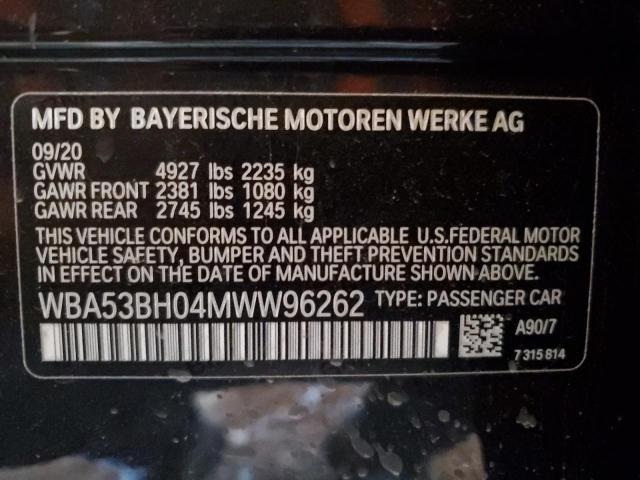 MFD BY BAYERISCHE MOTOREN WERKE AG
09/20
GVWR 4927 lbs 2235 kg
GAWR FRONT 2381 lbs 1080 kg
GAWR REAR 2745 lbs 1245 kg
THIS VEHICLE CONFORMS TO ALL APPLICABLE U.S.FEDERAL MOTOR
VEHICLE SAFETY, BUMPER AND THEFT PREVENTION STANDARDS
IN EFFECT ON THE DATE OF MANUFACTURE SHOWN ABOVE.
WBA53BH04MWW96262 TYPE: PASSENGER CAR
A90/7
7 315 814